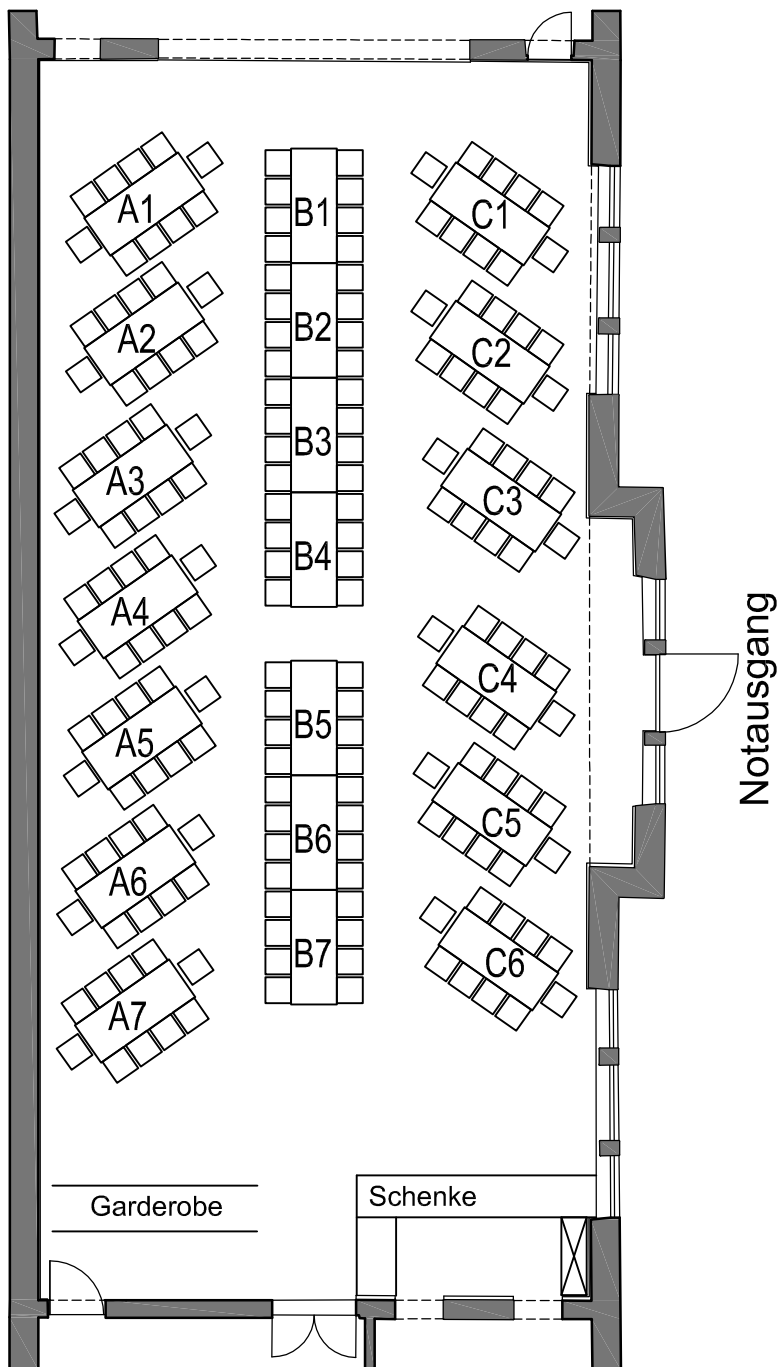 A1
B1
C1
A2
B2
C2
A3
B3
C3
A4
B4
C4
A5
B5
C5
A6
B6
C6
A7
B7
Notausgang
Garderobe
Schenke